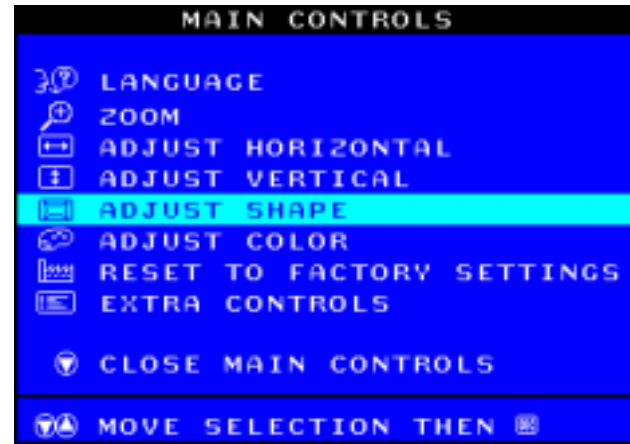 MAIN CONTROLS
LANGUAGE
ZOOM
ADJUST HORIZONTAL
ADJUST VERTICAL
ADJUST SHAPE
ADJUST COLOR
RESET TO FACTORY SETTINGS
EXTRA CONTROLS
CLOSE MAIN CONTROLS
MOVE SELECTION THEN